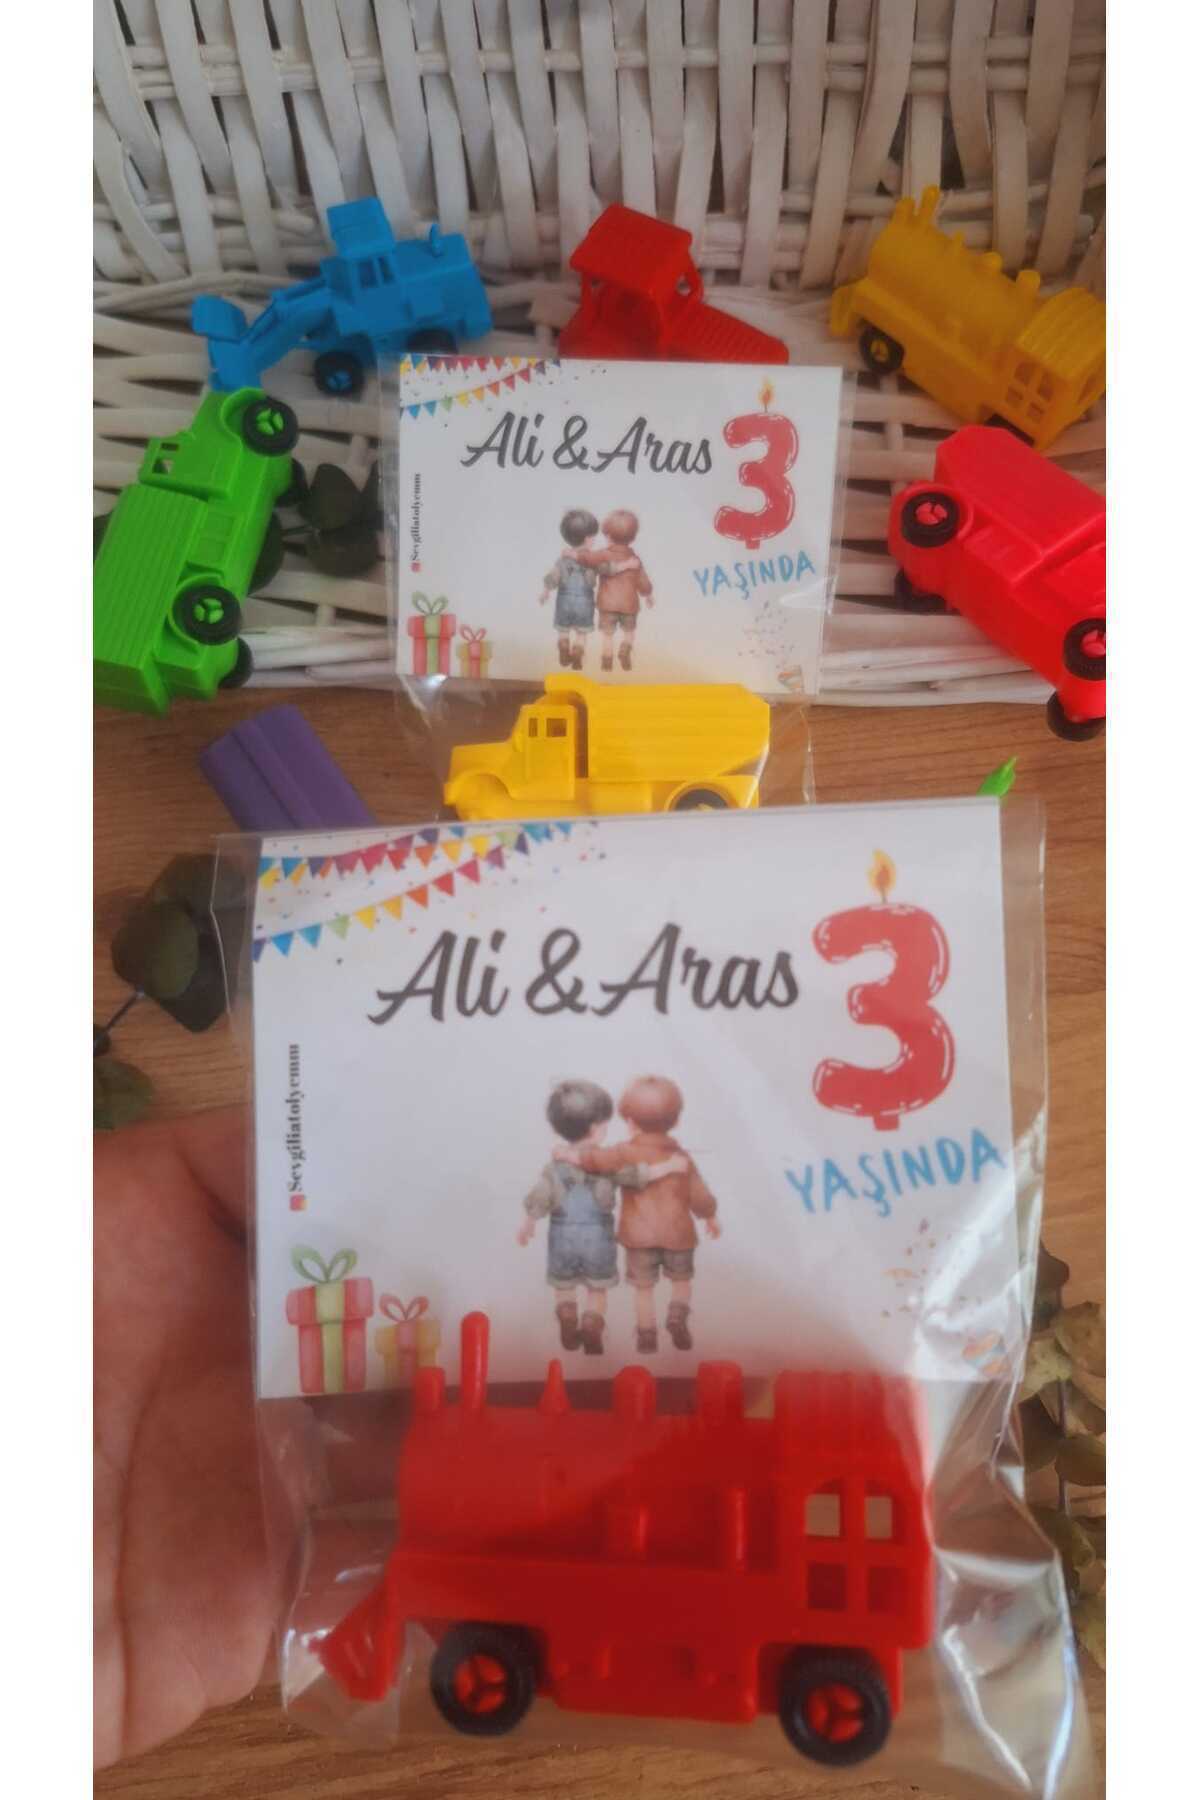 Ali & Aras
3
YAŞINDA
Sevgiliatolyemm
Ali & Aras
3
YAŞINDA
Sevgiliatolyemm